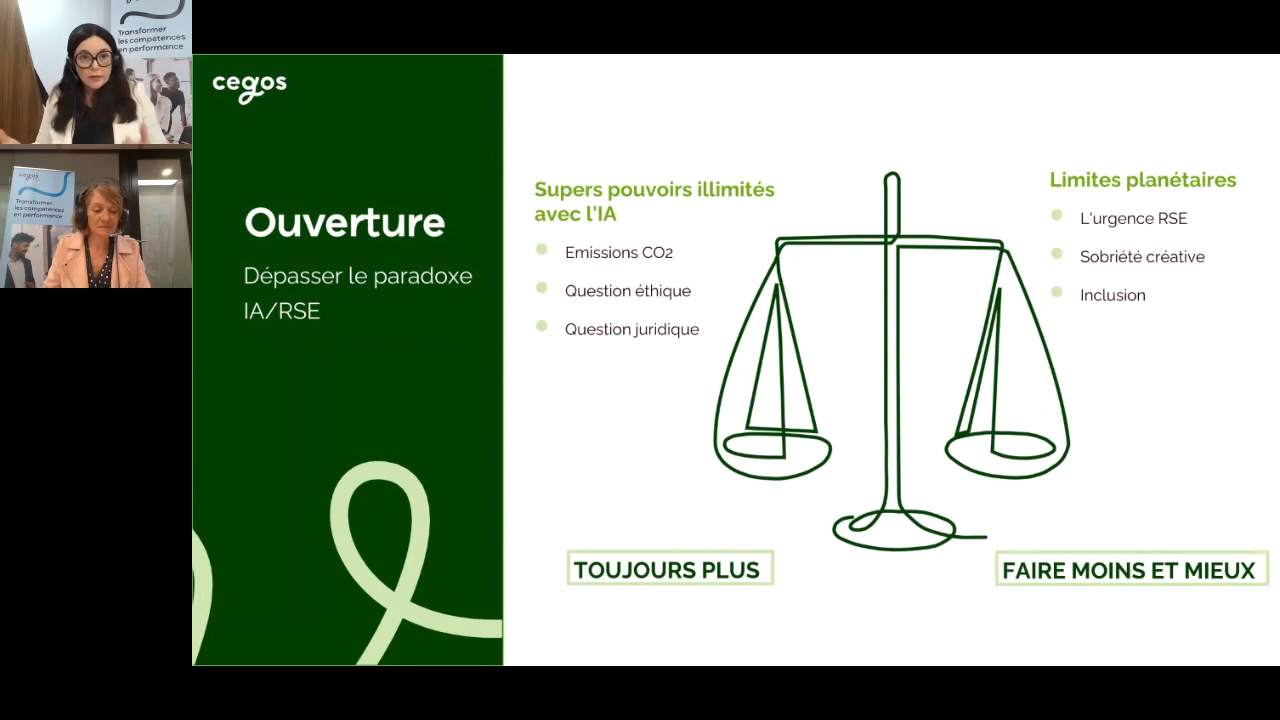 Transformer
les compétences
en performance
cegos
Transformer
les compétences
en performance
cegos
Ouverture
Dépasser le paradoxe
IA/RSE
Supers pouvoirs illimités
avec l'IA
Emissions CO2
Question éthique
Question juridique
TOUJOURS PLUS
Limites planétaires
L'urgence RSE
Sobriété créative
Inclusion
FAIRE MOINS ET MIEUX